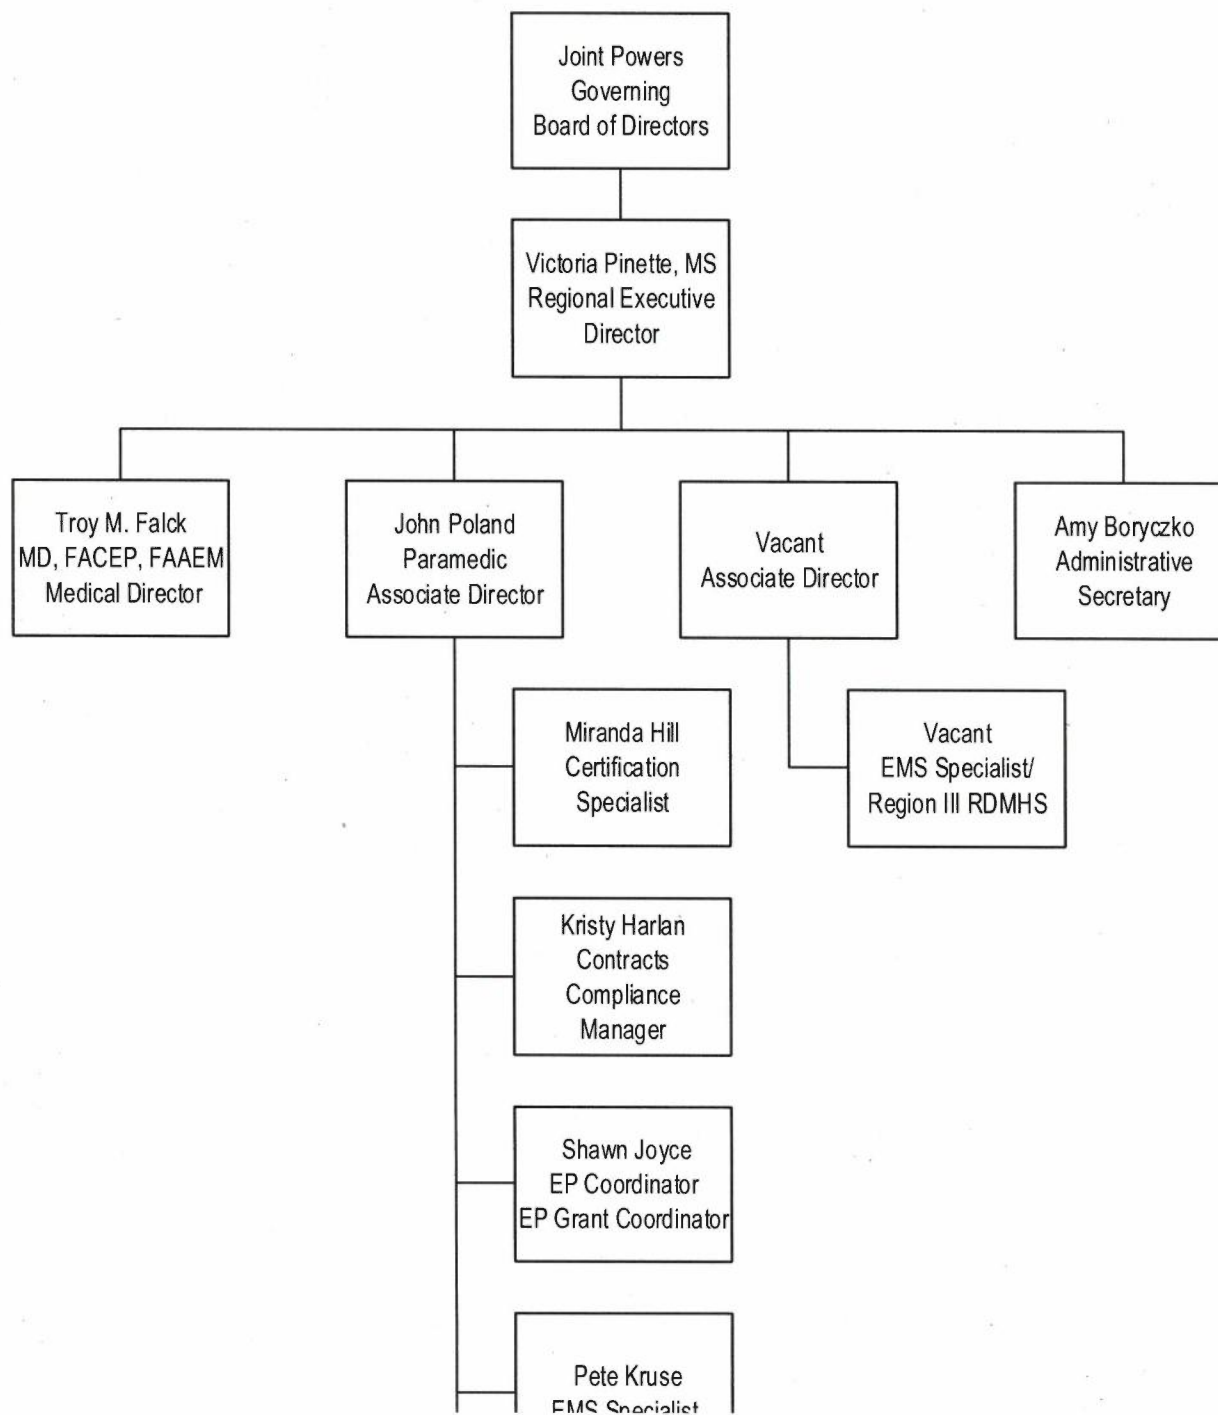 Joint Powers
Governing
Board of Directors
Victoria Pinette, MS
Regional Executive
Director
Troy M. Falck
MD, FACEP, FAAEM
Medical Director
John Poland
Paramedic
Associate Director
Vacant
Associate Director
Amy Boryczko
Administrative
Secretary
Miranda Hill
Certification
Specialist
Vacant
EMS Specialist/
Region III RDMHS
Kristy Harlan
Contracts
Compliance
Manager
Shawn Joyce
EP Coordinator
EP Grant Coordinator
Pete Kruse
EMS Specialist